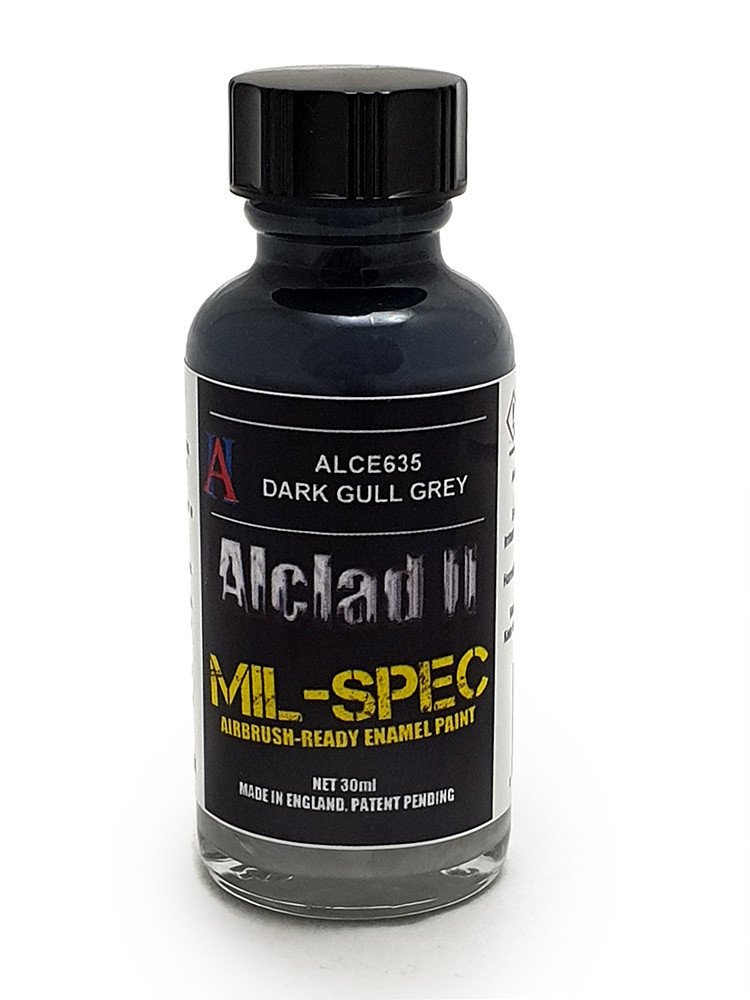 ALCE635
DARK GULL GREY
Alclad II
MIL-SPEC
AIRBRUSH-READY ENAMEL PAINT
NET 30ml
MADE IN ENGLAND. PATENT PENDING